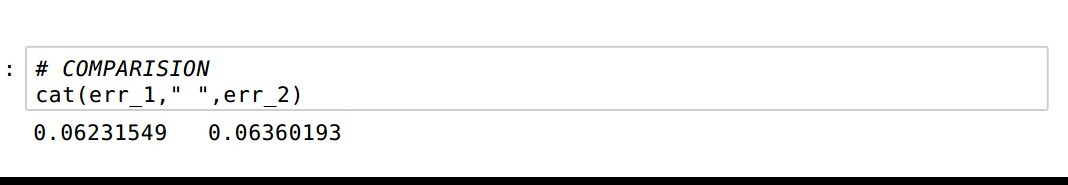 :
# COMPARISION
cat(err_1," ",err_2)
0.06231549   0.06360193